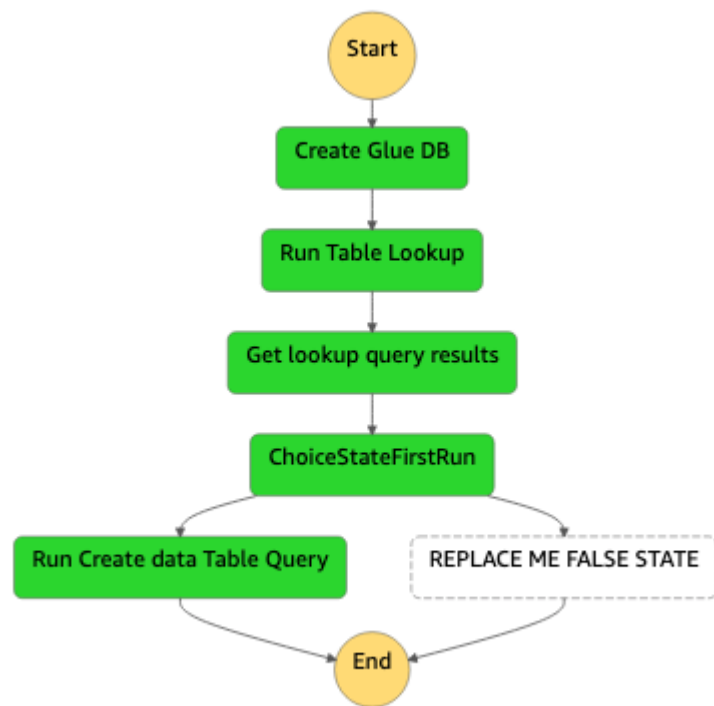 Start
Create Glue DB
Run Table Lookup
Get lookup query results
ChoiceStateFirstRun
Run Create data Table Query
REPLACE ME FALSE STATE
End